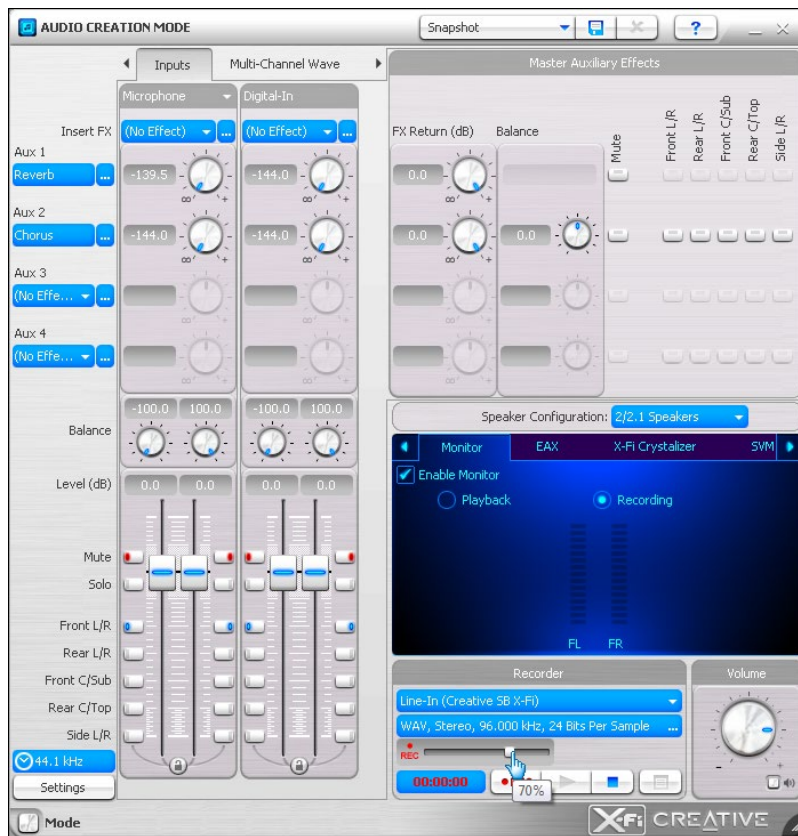 AUDIO CREATION MODE
Snapshot
?
Inputs
Multi-Channel Wave
Master Auxiliary Effects
Microphone
Digital-In
Insert FX
(No Effect)
...
(No Effect)
...
FX Return (dB)
Balance
Mute
Front L/R
Rear L/R
Front C/Sub
Rear C/Top
Side L/R
Aux 1
Reverb
...
-139.5
∞ +
-144.0
∞ +
0.0
∞ +
Aux 2
Chorus
...
-144.0
∞ +
-144.0
∞ +
0.0
∞ +
0.0
Aux 3
(No Effe...
...
∞ +
∞ +
∞ +
Aux 4
(No Effe...
...
∞ +
∞ +
∞ +
Balance
-100.0 100.0
-100.0 100.0
Speaker Configuration: 2/2.1 Speakers
Monitor
EAX
X-Fi Crystalizer
SVM
Enable Monitor
Playback
Recording
FL FR
Level (dB)
0.0 0.0
0.0 0.0
Mute
Solo
Front L/R
Rear L/R
Front C/Sub
Rear C/Top
Side L/R
44.1 kHz
Settings
Recorder
Line-In (Creative SB X-Fi)
WAV, Stereo, 96.000 kHz, 24 Bits Per Sample ...
REC
00:00:00
70%
Volume
- +
Mode
X-Fi CREATIVE